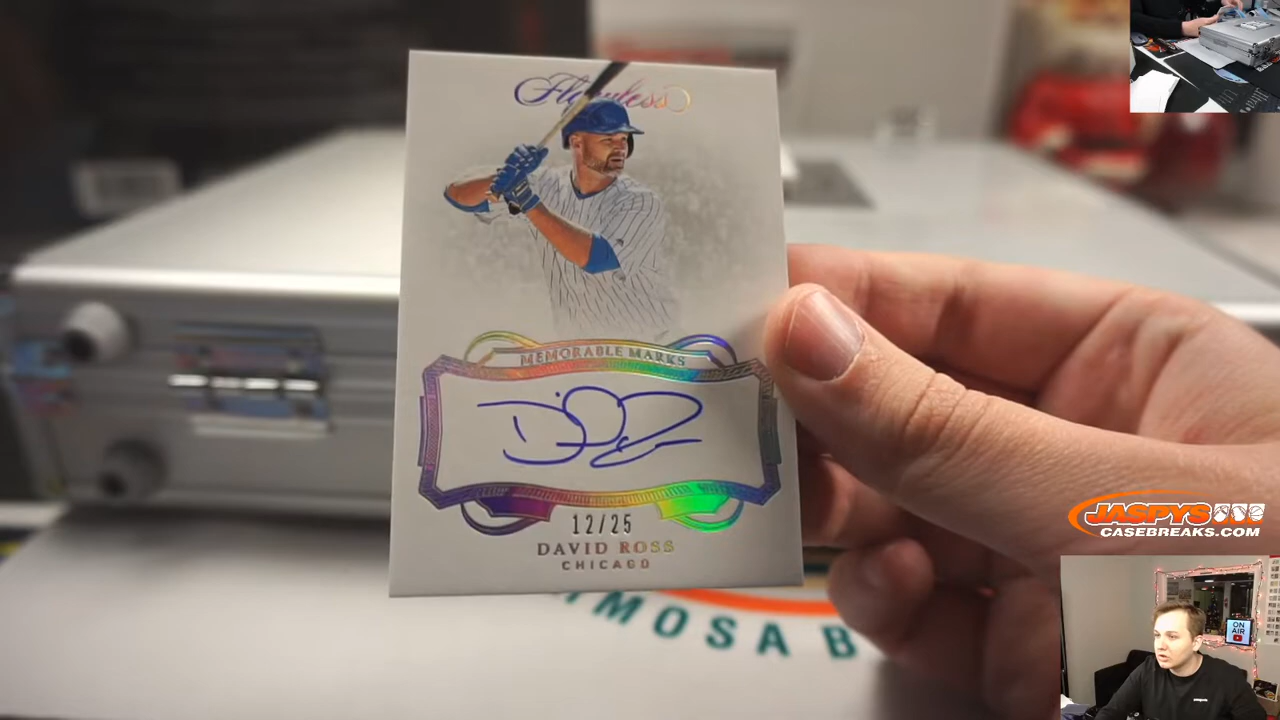 Flawless
MEMORABLE MARKS
12/25
DAVID ROSS
CHICAGO
MOSA B
JASPYS
CASEBREAKS.COM
ON
AIR